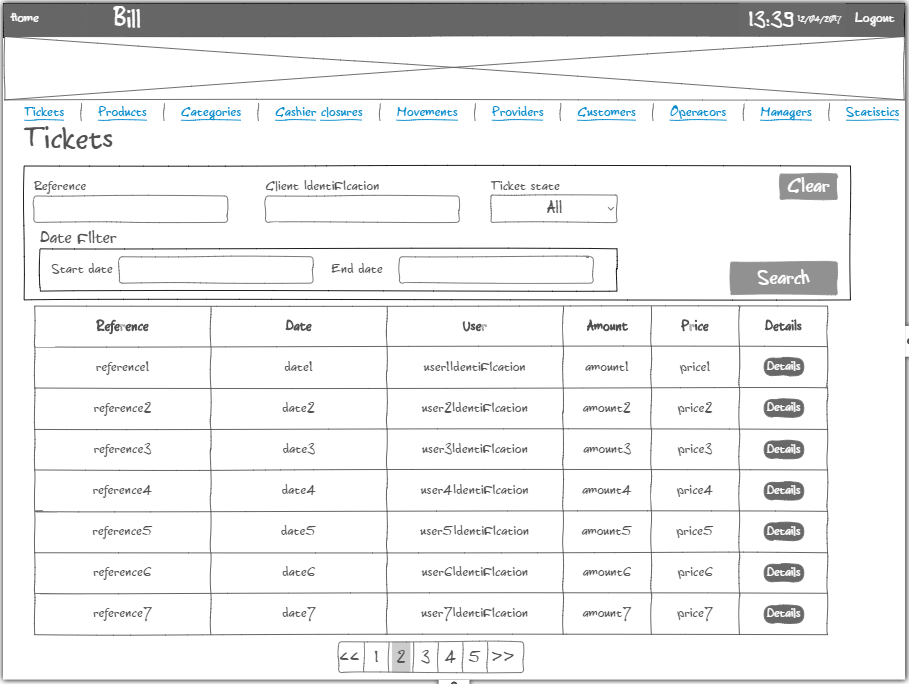 Home Bill 13:39 12/04/2017 Logout
Tickets Products Categories Cashier closures Movements Providers Customers Operators Managers Statistics
Tickets
Reference Client Identification Ticket state Clear
All
Date filter
Start date End date Search
Reference Date User Amount Price Details
reference1 date1 user1Identification amount1 price1 Details
reference2 date2 user2Identification amount2 price2 Details
reference3 date3 user3Identification amount3 price3 Details
reference4 date4 user4Identification amount4 price4 Details
reference5 date5 user5Identification amount5 price5 Details
reference6 date6 user6Identification amount6 price6 Details
reference7 date7 user7Identification amount7 price7 Details
<< 1 2 3 4 5 >>